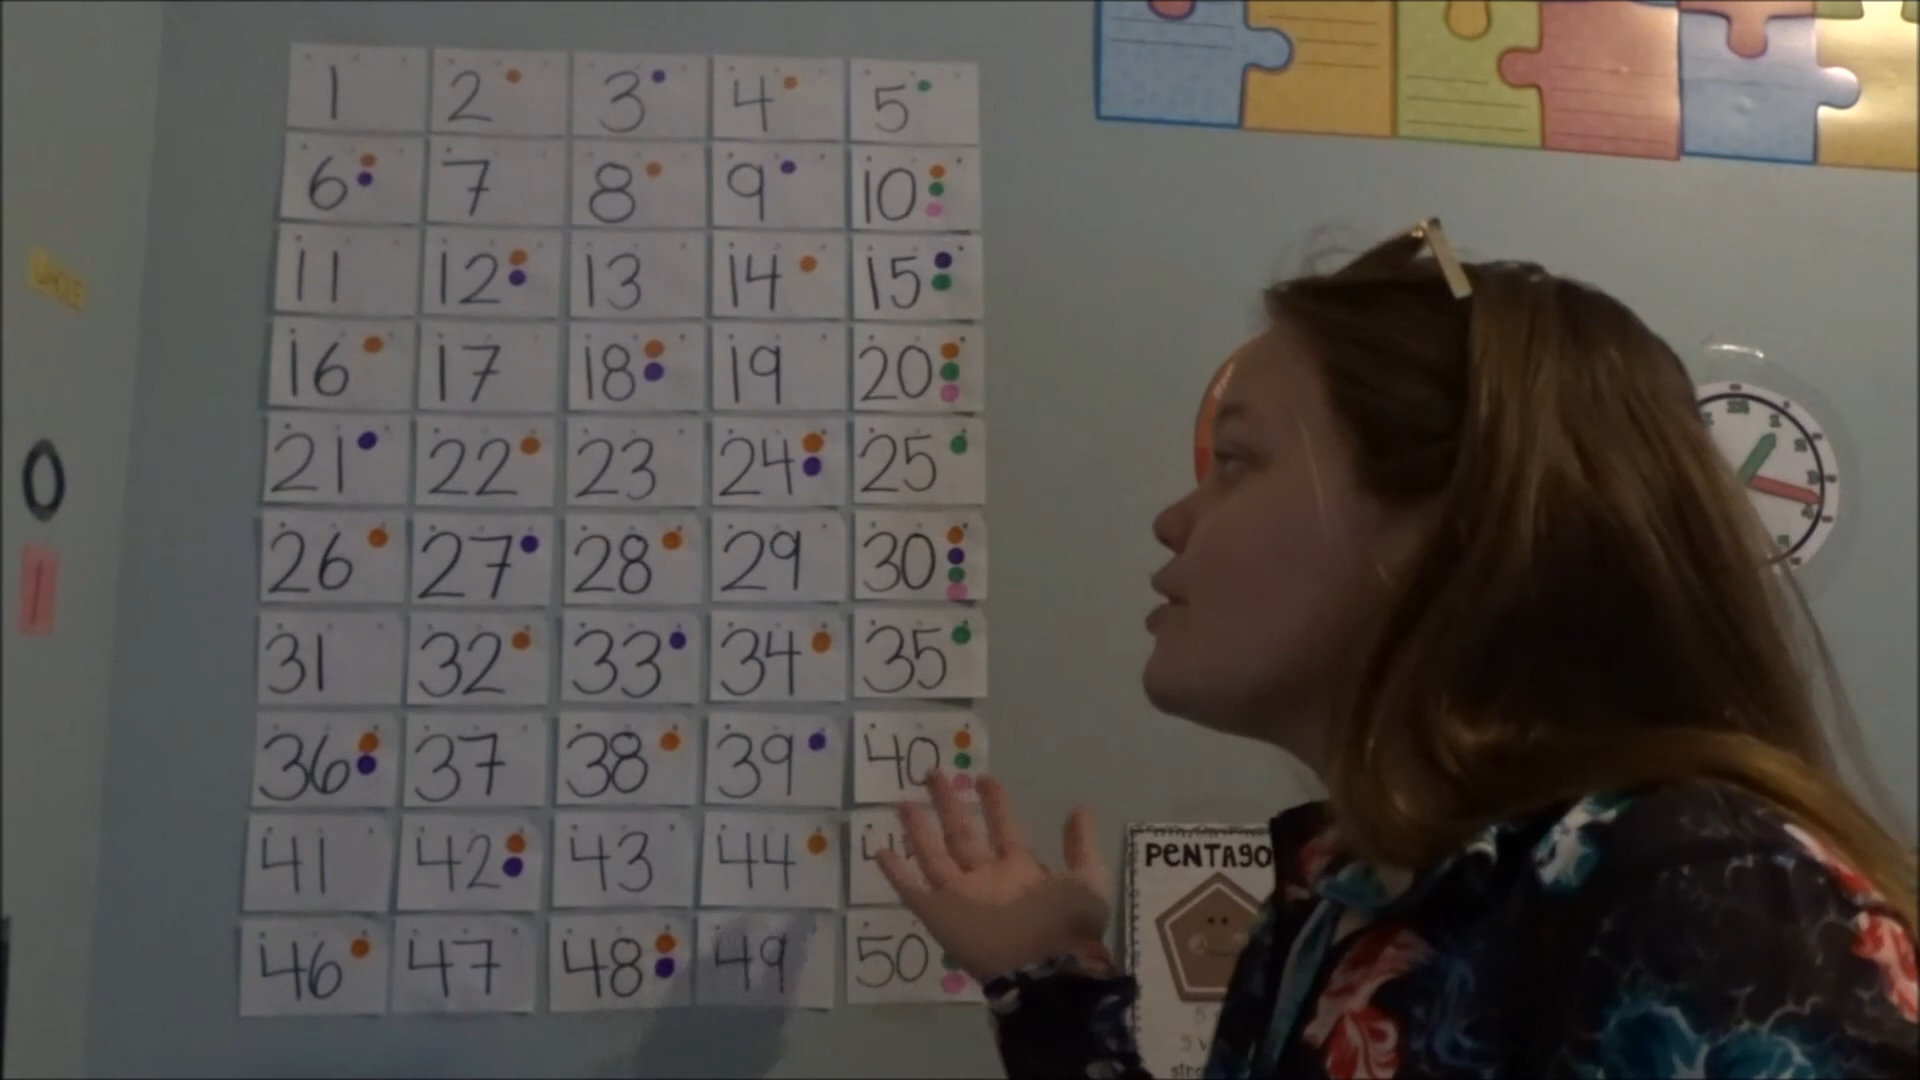 1 2 3 4 5
6 7 8 9 10
11 12 13 14 15
16 17 18 19 20
21 22 23 24 25
26 27 28 29 30
31 32 33 34 35
36 37 38 39 40
41 42 43 44
46 47 48 49 50
WHOLE
0
1
PENTAGO